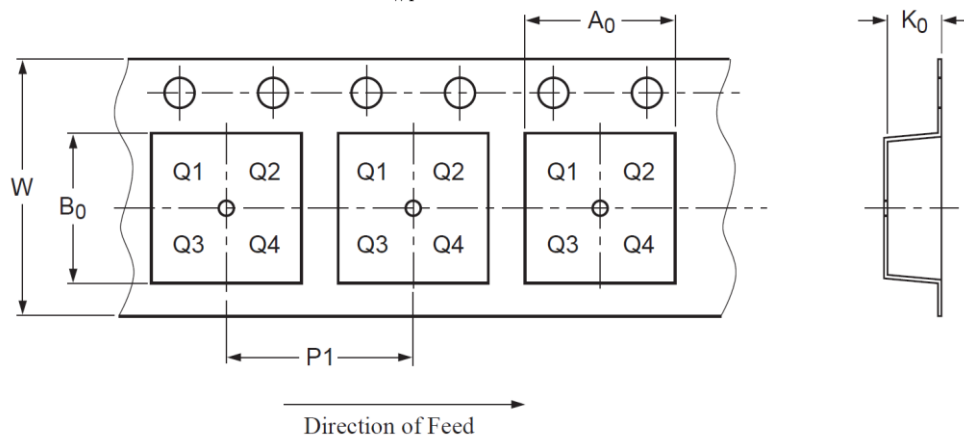 A0
K0
W
B0
Q1 Q2
Q3 Q4
Q1 Q2
Q3 Q4
Q1 Q2
Q3 Q4
P1
Direction of Feed